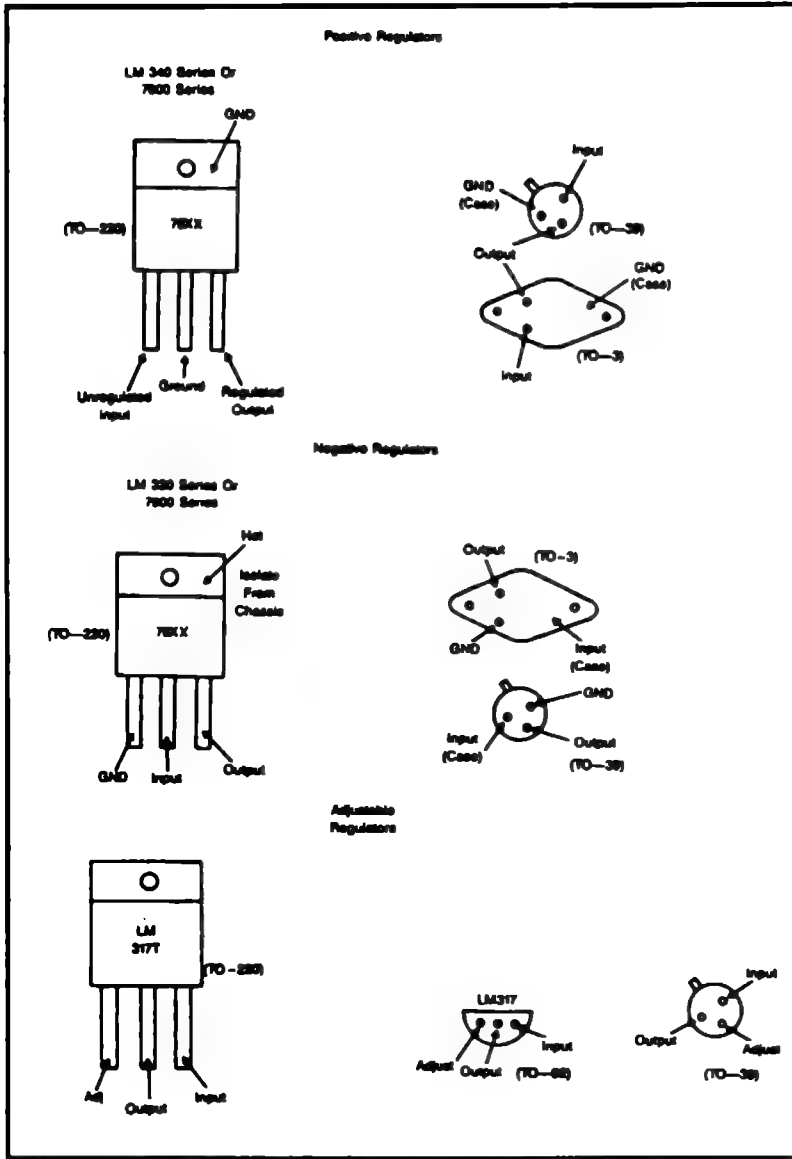 Positive Regulators
LM 340 Series Or
7800 Series
GND
(TO—220)
78XX
Unregulated
Input
Ground
Regulated
Output
Input
GND
(Case)
(TO—39)
Output
GND
(Case)
(TO—3)
Input
Negative Regulators
LM 320 Series Or
7900 Series
Hot
Isolate
From
Chassis
(TO—220)
79XX
GND
Input
Output
Output
(TO—3)
GND
Input
(Case)
GND
Input
(Case)
Output
(TO—39)
Adjustable
Regulators
LM
317T
(TO-220)
Adj
Output
Input
LM317
Adjust
Output
Input
(TO—92)
Input
Output
Adjust
(TO—39)